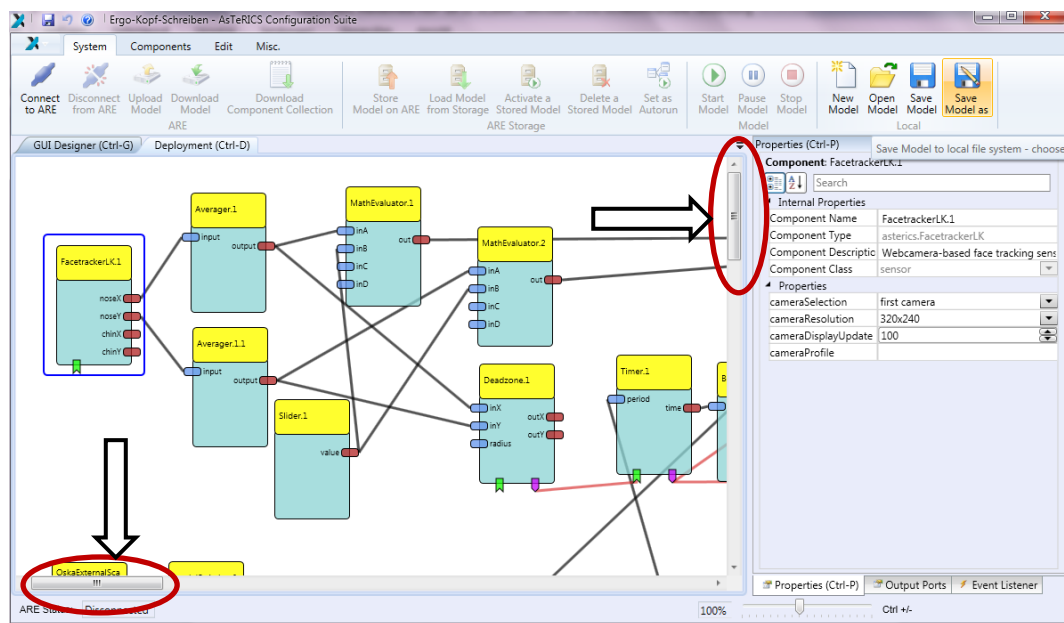 Ergo-Kopf-Schreiben - AsTeRICS Configuration Suite
System Components Edit Misc.
Connect to ARE
Disconnect from ARE
Upload Model
Download Model
Download Component Collection
ARE
Store Model on ARE
Load Model from Storage
Activate a Stored Model
Delete a Stored Model
Set as Autorun
ARE Storage
Start Model
Pause Model
Stop Model
Model
New Model
Open Model
Save Model
Save Model as
Local
GUI Designer (Ctrl-G) Deployment (Ctrl-D)
Properties (Ctrl-P)
Save Model to local file system - choose
Component: FacetrackerLK.1
Search
Internal Properties
Component Name FacetrackerLK.1
Component Type asterics.FacetrackerLK
Component Descriptic Webcamera-based face tracking sens
Component Class sensor
Properties
cameraSelection first camera
cameraResolution 320x240
cameraDisplayUpdate 100
cameraProfile
FacetrackerLK.1
noseX
noseY
chinX
chinY
Averager.1
input
output
MathEvaluator.1
inA
out
inB
inC
inD
MathEvaluator.2
inA
out
inB
inC
inD
Averager.1.1
input
output
Slider.1
value
Deadzone.1
inX
outX
inY
outY
radius
Timer.1
period
time
B
OskaExternalSca
ARE Status: Disconnected
100%
Ctrl +/-
Properties (Ctrl-P) Output Ports Event Listener